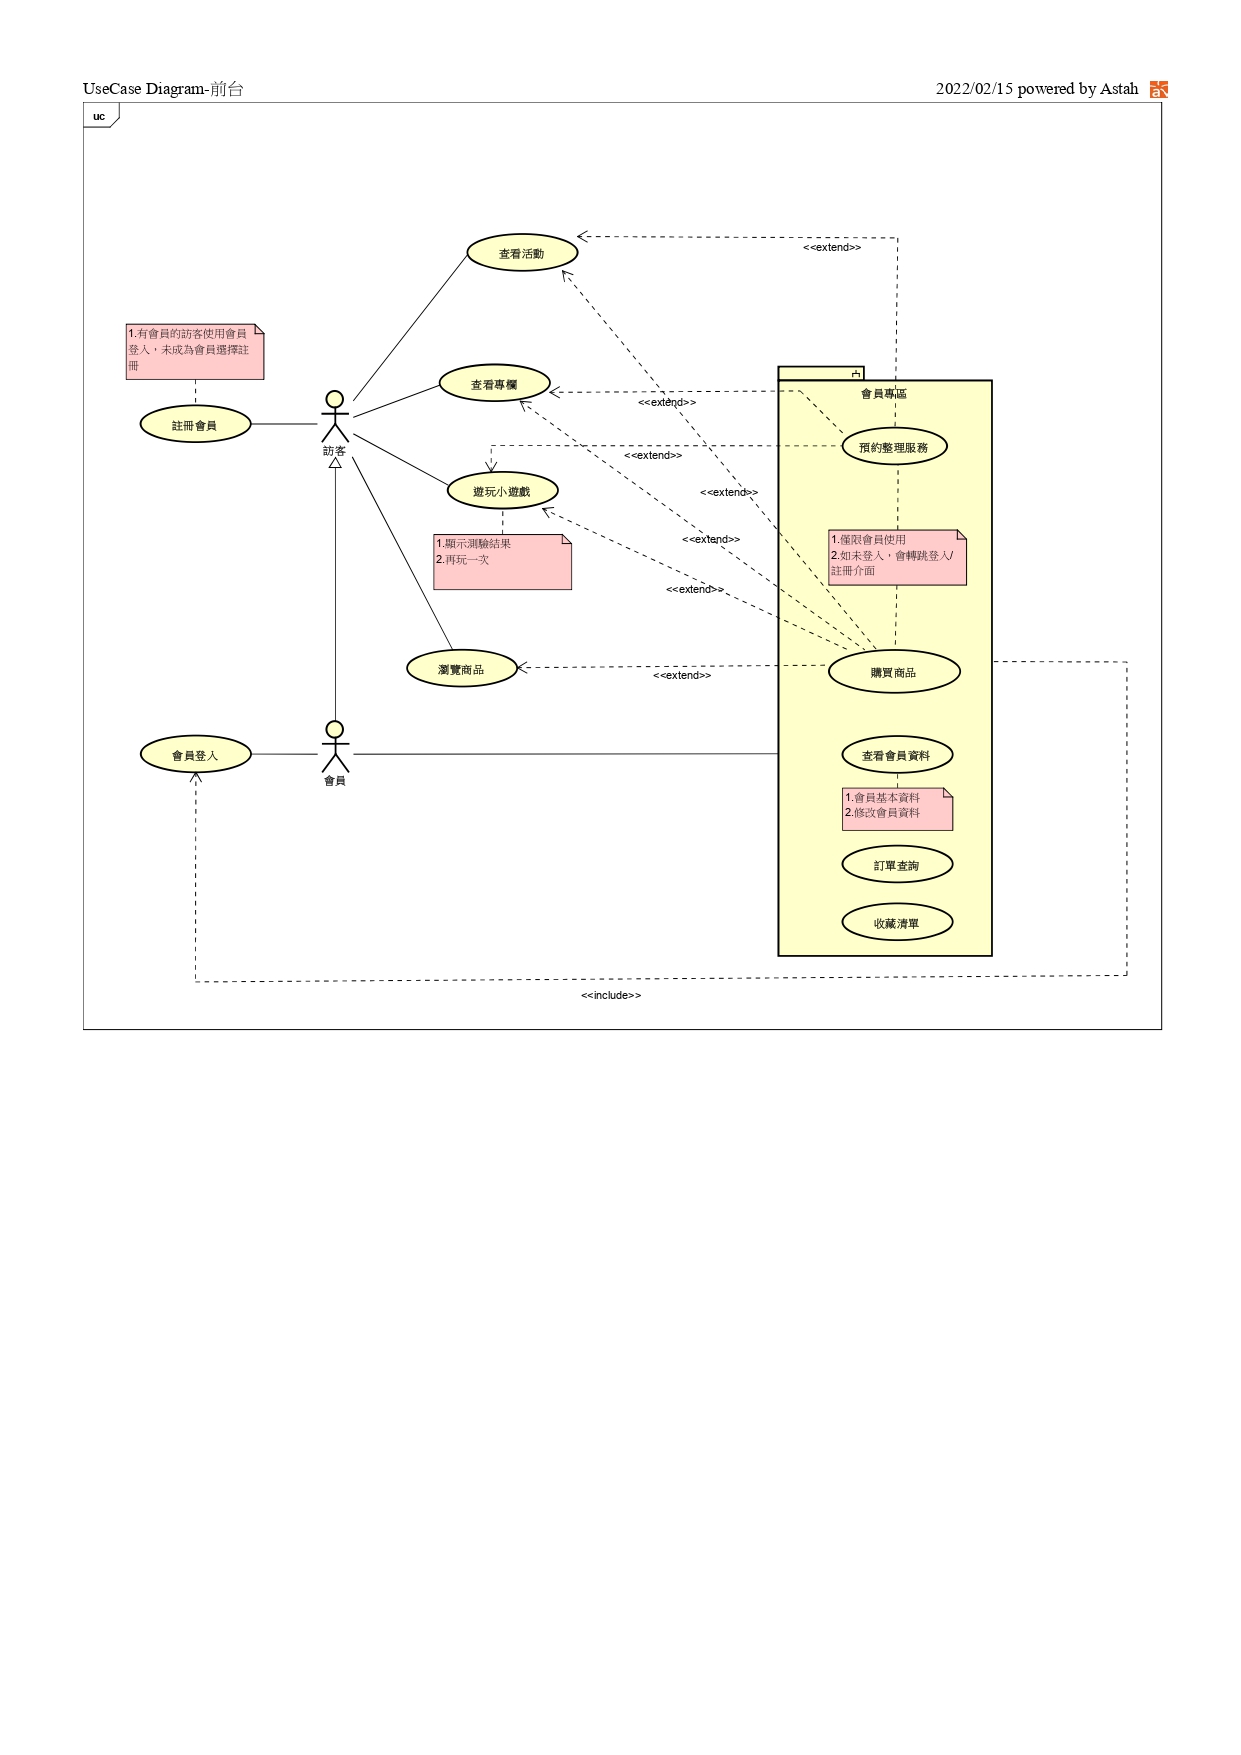 UseCase Diagram-前台
2022/02/15 powered by Astah
uc
查看活動
<<extend>>
1.有會員的訪客使用會員
登入，未成為會員選擇註
冊
查看專欄
<<extend>>
會員專區
註冊會員
訪客
預約整理服務
<<extend>>
遊玩小遊戲
<<extend>>
1.顯示測驗結果
2.再玩一次
<<extend>>
1.僅限會員使用
2.如未登入，會轉跳登入/
註冊介面
<<extend>>
瀏覽商品
<<extend>>
購買商品
會員登入
會員
查看會員資料
1.會員基本資料
2.修改會員資料
訂單查詢
收藏清單
<<include>>